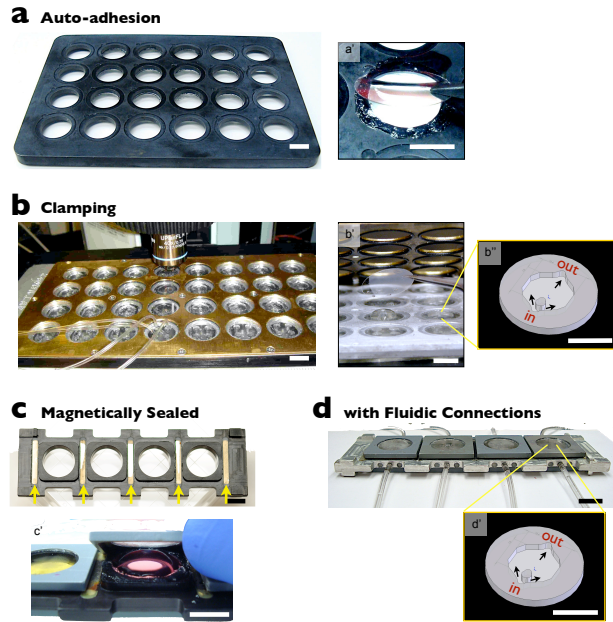 a Auto-adhesion
a'
b Clamping
b'
b''
out
in
c Magnetically Sealed
c'
d with Fluidic Connections
d'
out
in